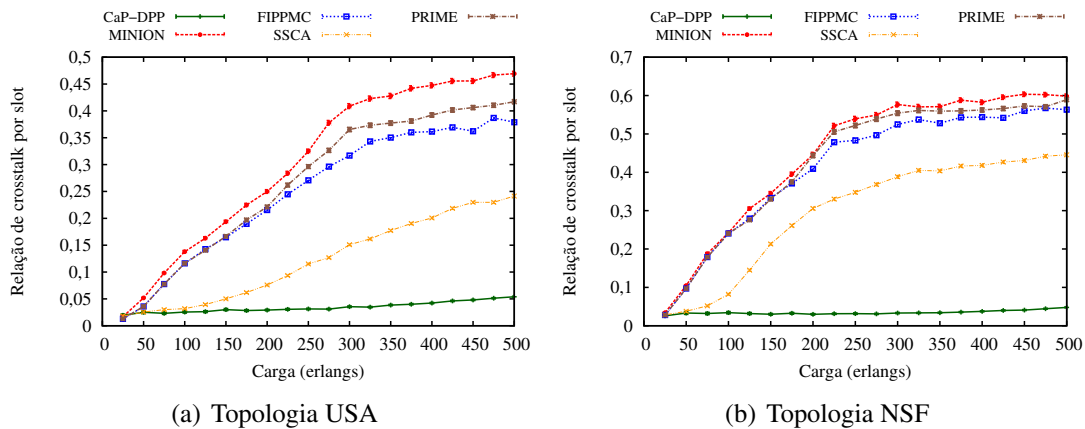 CaP−DPP
MINION
FIPPMC
SSCA
PRIME
Relação de crosstalk por slot
0,5
0,45
0,4
0,35
0,3
0,25
0,2
0,15
0,1
0,05
0
0 50 100 150 200 250 300 350 400 450 500
Carga (erlangs)
(a) Topologia USA
CaP−DPP
MINION
FIPPMC
SSCA
PRIME
Relação de crosstalk por slot
0,7
0,6
0,5
0,4
0,3
0,2
0,1
0
0 50 100 150 200 250 300 350 400 450 500
Carga (erlangs)
(b) Topologia NSF